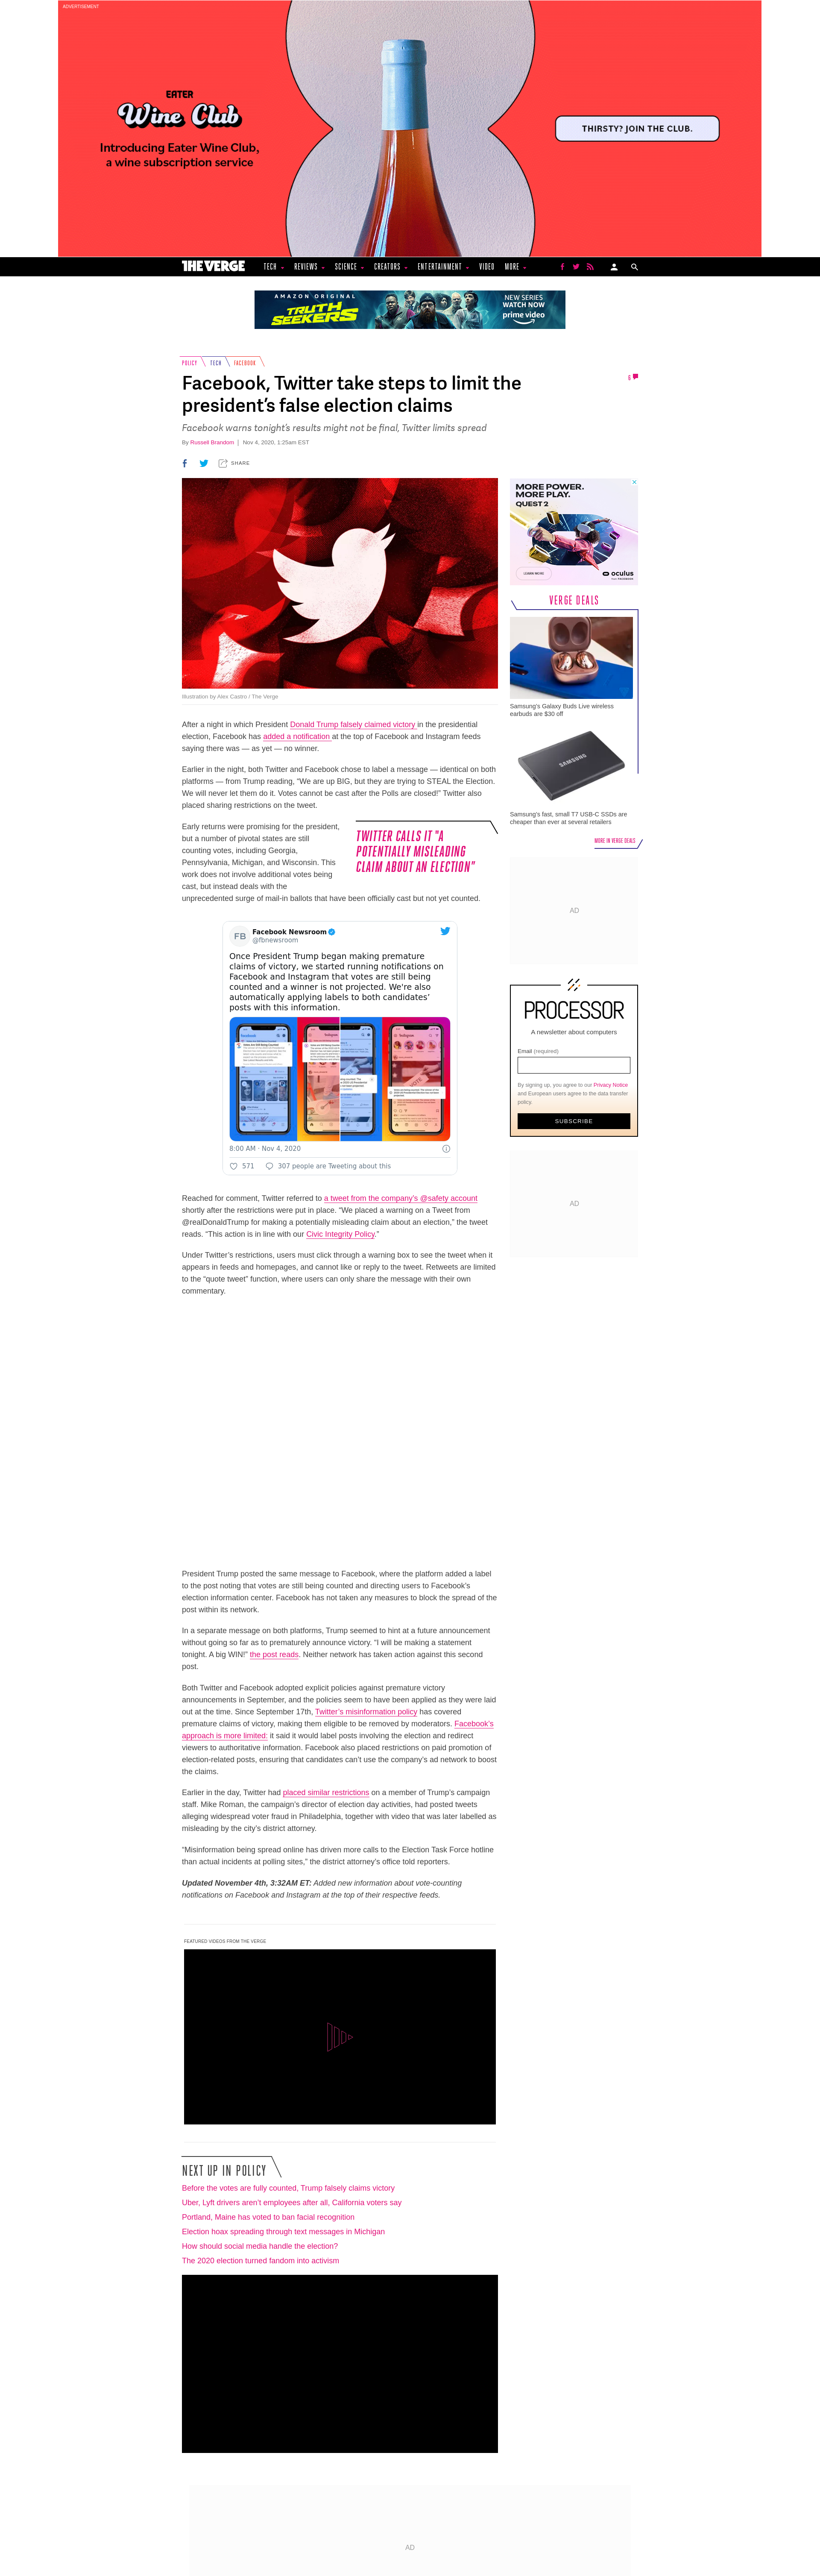 ADVERTISEMENT
EATER
Wine Club
Introducing Eater Wine Club,
a wine subscription service
THIRSTY? JOIN THE CLUB.
THE VERGE
TECH
REVIEWS
SCIENCE
CREATORS
ENTERTAINMENT
VIDEO
MORE
AMAZON ORIGINAL
TRUTH
SEEKERS
NEW SERIES
WATCH NOW
prime video
POLICY
TECH
FACEBOOK
Facebook, Twitter take steps to limit the
president’s false election claims
6
Facebook warns tonight’s results might not be final, Twitter limits spread
By Russell Brandom | Nov 4, 2020, 1:25am EST
SHARE
Illustration by Alex Castro / The Verge
After a night in which President Donald Trump falsely claimed victory in the presidential
election, Facebook has added a notification at the top of Facebook and Instagram feeds
saying there was — as yet — no winner.
Earlier in the night, both Twitter and Facebook chose to label a message — identical on both
platforms — from Trump reading, “We are up BIG, but they are trying to STEAL the Election.
We will never let them do it. Votes cannot be cast after the Polls are closed!” Twitter also
placed sharing restrictions on the tweet.
Early returns were promising for the president,
but a number of pivotal states are still
counting votes, including Georgia,
Pennsylvania, Michigan, and Wisconsin. This
work does not involve additional votes being
cast, but instead deals with the
unprecedented surge of mail-in ballots that have been officially cast but not yet counted.
TWITTER CALLS IT "A
POTENTIALLY MISLEADING
CLAIM ABOUT AN ELECTION"
FB
Facebook Newsroom
@fbnewsroom
Once President Trump began making premature
claims of victory, we started running notifications on
Facebook and Instagram that votes are still being
counted and a winner is not projected. We're also
automatically applying labels to both candidates’
posts with this information.
8:00 AM · Nov 4, 2020
571
307 people are Tweeting about this
Reached for comment, Twitter referred to a tweet from the company’s @safety account
shortly after the restrictions were put in place. “We placed a warning on a Tweet from
@realDonaldTrump for making a potentially misleading claim about an election,” the tweet
reads. “This action is in line with our Civic Integrity Policy.”
Under Twitter’s restrictions, users must click through a warning box to see the tweet when it
appears in feeds and homepages, and cannot like or reply to the tweet. Retweets are limited
to the “quote tweet” function, where users can only share the message with their own
commentary.
President Trump posted the same message to Facebook, where the platform added a label
to the post noting that votes are still being counted and directing users to Facebook’s
election information center. Facebook has not taken any measures to block the spread of the
post within its network.
In a separate message on both platforms, Trump seemed to hint at a future announcement
without going so far as to prematurely announce victory. “I will be making a statement
tonight. A big WIN!” the post reads. Neither network has taken action against this second
post.
Both Twitter and Facebook adopted explicit policies against premature victory
announcements in September, and the policies seem to have been applied as they were laid
out at the time. Since September 17th, Twitter’s misinformation policy has covered
premature claims of victory, making them eligible to be removed by moderators. Facebook’s
approach is more limited: it said it would label posts involving the election and redirect
viewers to authoritative information. Facebook also placed restrictions on paid promotion of
election-related posts, ensuring that candidates can’t use the company’s ad network to boost
the claims.
Earlier in the day, Twitter had placed similar restrictions on a member of Trump’s campaign
staff. Mike Roman, the campaign’s director of election day activities, had posted tweets
alleging widespread voter fraud in Philadelphia, together with video that was later labelled as
misleading by the city’s district attorney.
“Misinformation being spread online has driven more calls to the Election Task Force hotline
than actual incidents at polling sites,” the district attorney’s office told reporters.
Updated November 4th, 3:32AM ET: Added new information about vote-counting
notifications on Facebook and Instagram at the top of their respective feeds.
FEATURED VIDEOS FROM THE VERGE
NEXT UP IN POLICY
Before the votes are fully counted, Trump falsely claims victory
Uber, Lyft drivers aren’t employees after all, California voters say
Portland, Maine has voted to ban facial recognition
Election hoax spreading through text messages in Michigan
How should social media handle the election?
The 2020 election turned fandom into activism
MORE POWER.
MORE PLAY.
QUEST 2
LEARN MORE
oculus
from FACEBOOK
VERGE DEALS
Samsung’s Galaxy Buds Live wireless
earbuds are $30 off
SAMSUNG
Samsung’s fast, small T7 USB-C SSDs are
cheaper than ever at several retailers
MORE IN VERGE DEALS
AD
PROCESSOR
A newsletter about computers
Email (required)
By signing up, you agree to our Privacy Notice
and European users agree to the data transfer
policy.
SUBSCRIBE
AD
AD